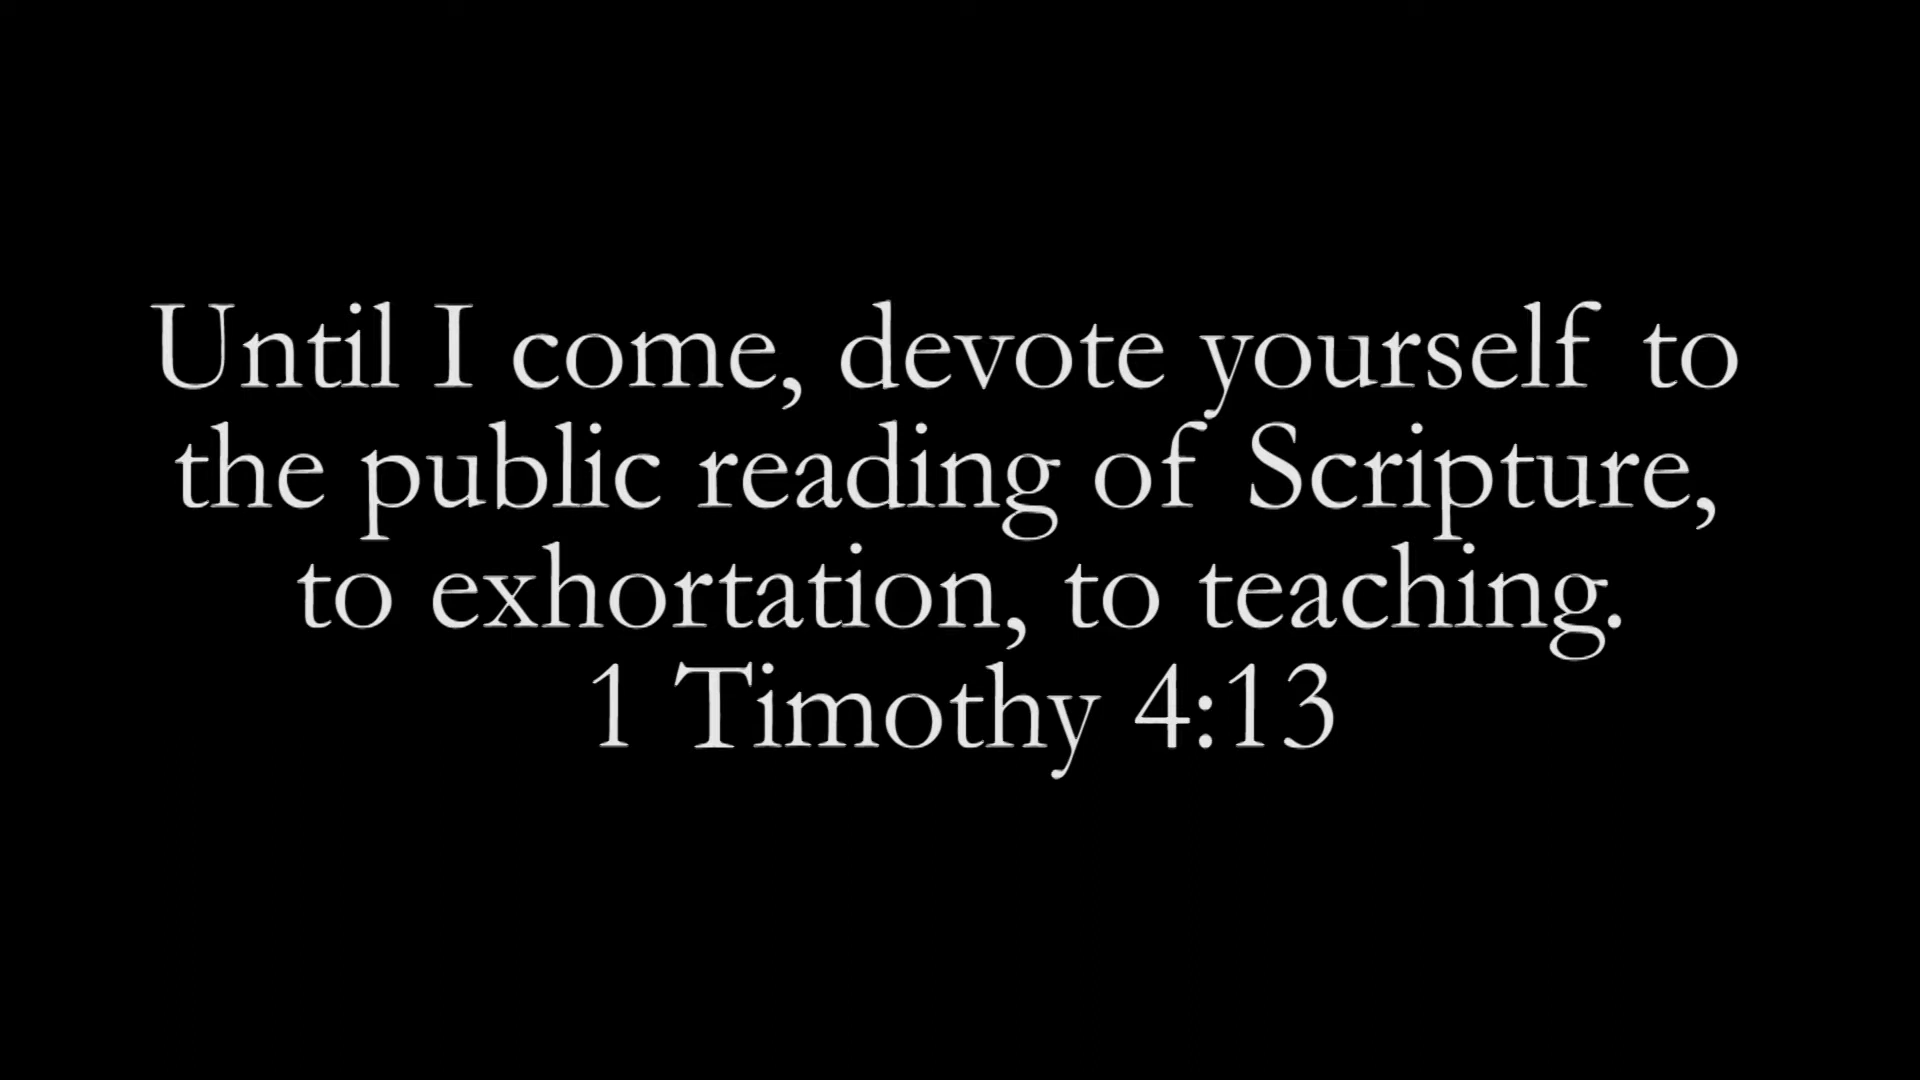 Until I come, devote yourself to
the public reading of Scripture,
to exhortation, to teaching.
1 Timothy 4:13